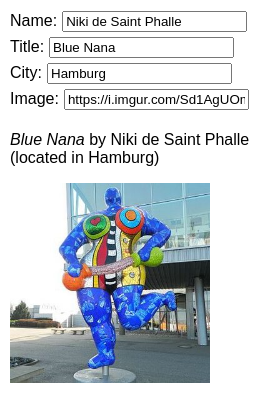 Name: Niki de Saint Phalle
Title: Blue Nana
City: Hamburg
Image: https://i.imgur.com/Sd1AgUOm
Blue Nana by Niki de Saint Phalle
(located in Hamburg)